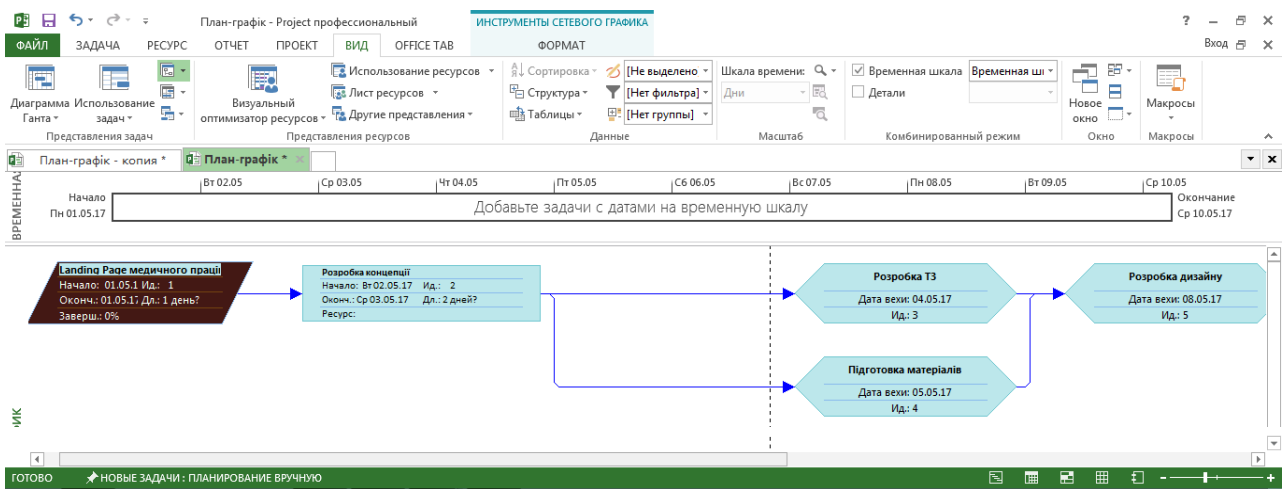 План-графік - Project профессиональный
ИНСТРУМЕНТЫ СЕТЕВОГО ГРАФИКА
?
ФАЙЛ ЗАДАЧА РЕСУРС ОТЧЕТ ПРОЕКТ ВИД OFFICE TAB ФОРМАТ Вход
Диаграмма Ганта
Использование задач
Представления задач
Визуальный оптимизатор ресурсов
Использование ресурсов
Лист ресурсов
Другие представления
Представления ресурсов
Сортировка
Структура
Таблицы
[Не выделено
[Нет фильтра]
[Нет группы]
Данные
Шкала времени:
Дни
Масштаб
Временная шкала
Временная ш
Детали
Комбинированный режим
Новое окно
Окно
Макросы
Макросы
План-графік - копия *
План-графік *
ВРЕМЕННА
Вт 02.05 Ср 03.05 Чт 04.05 Пт 05.05 Сб 06.05 Вс 07.05 Пн 08.05 Вт 09.05 Ср 10.05
Начало
Пн 01.05.17
Добавьте задачи с датами на временную шкалу
Окончание
Ср 10.05.17
Landing Page медичного праці
Начало: 01.05.1 Ид.: 1
Оконч.: 01.05.17 Дл.: 1 день?
Заверш.: 0%
Розробка концепції
Начало: Вт 02.05.17 Ид.: 2
Оконч.: Ср 03.05.17 Дл.: 2 дней?
Ресурс:
Розробка ТЗ
Дата вехи: 04.05.17
Ид.: 3
Підготовка матеріалів
Дата вехи: 05.05.17
Ид.: 4
Розробка дизайну
Дата вехи: 08.05.17
Ид.: 5
ИК
ГОТОВО НОВЫЕ ЗАДАЧИ : ПЛАНИРОВАНИЕ ВРУЧНУЮ